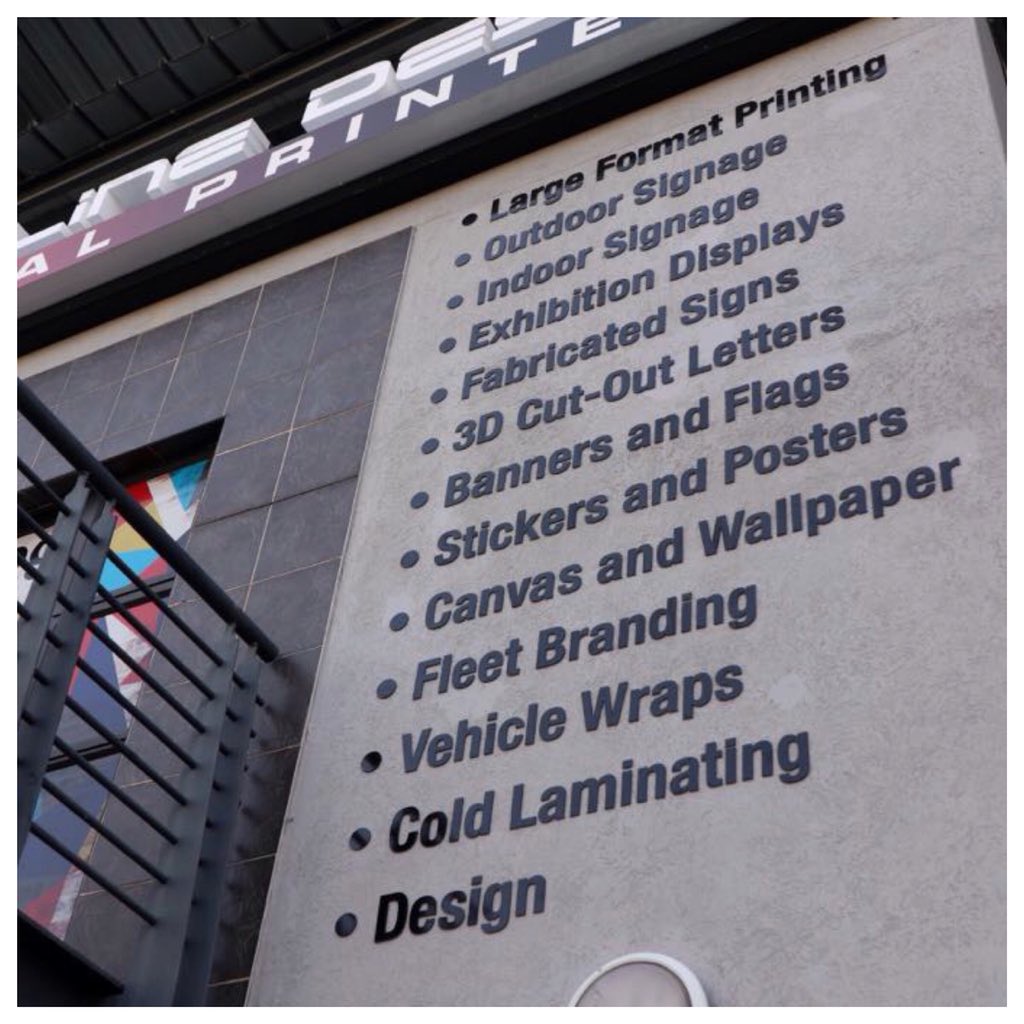 Line
PRINTE
• Large Format Printing
• Outdoor Signage
• Indoor Signage
• Exhibition Displays
• Fabricated Signs
• 3D Cut-Out Letters
• Banners and Flags
• Stickers and Posters
• Canvas and Wallpaper
• Fleet Branding
• Vehicle Wraps
• Cold Laminating
• Design